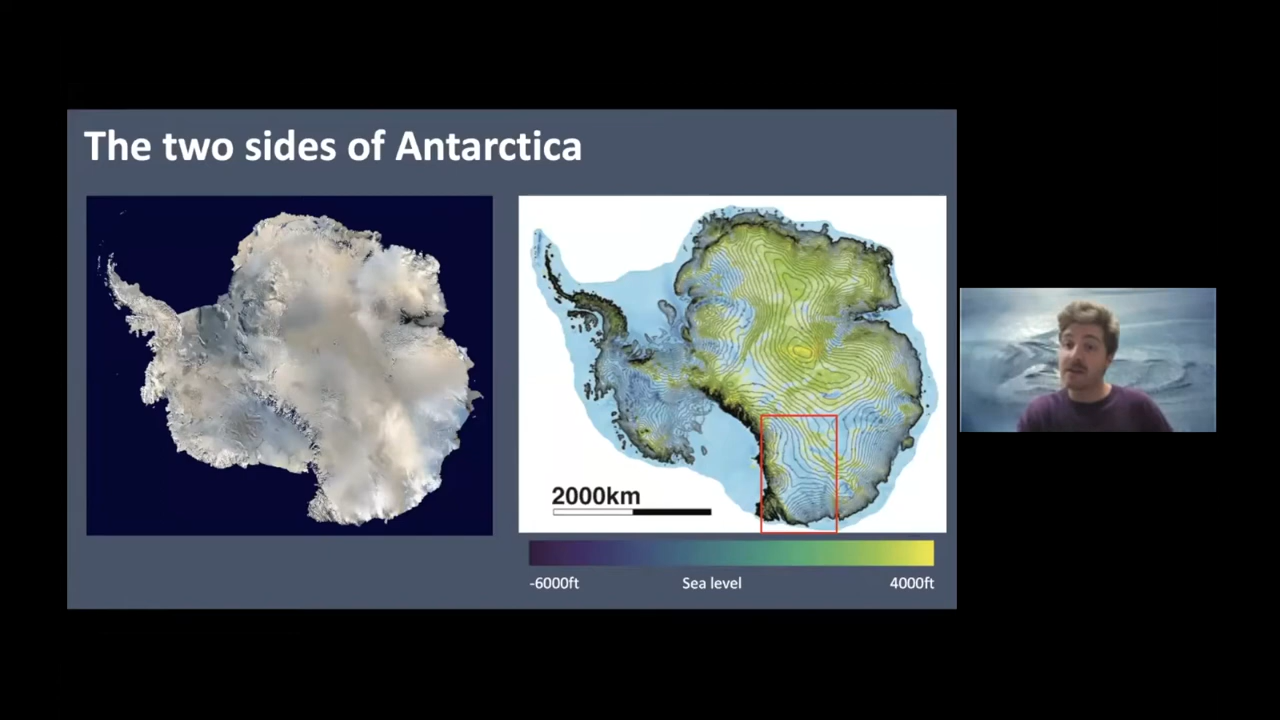 The two sides of Antarctica
2000km
-6000ft
Sea level
4000ft